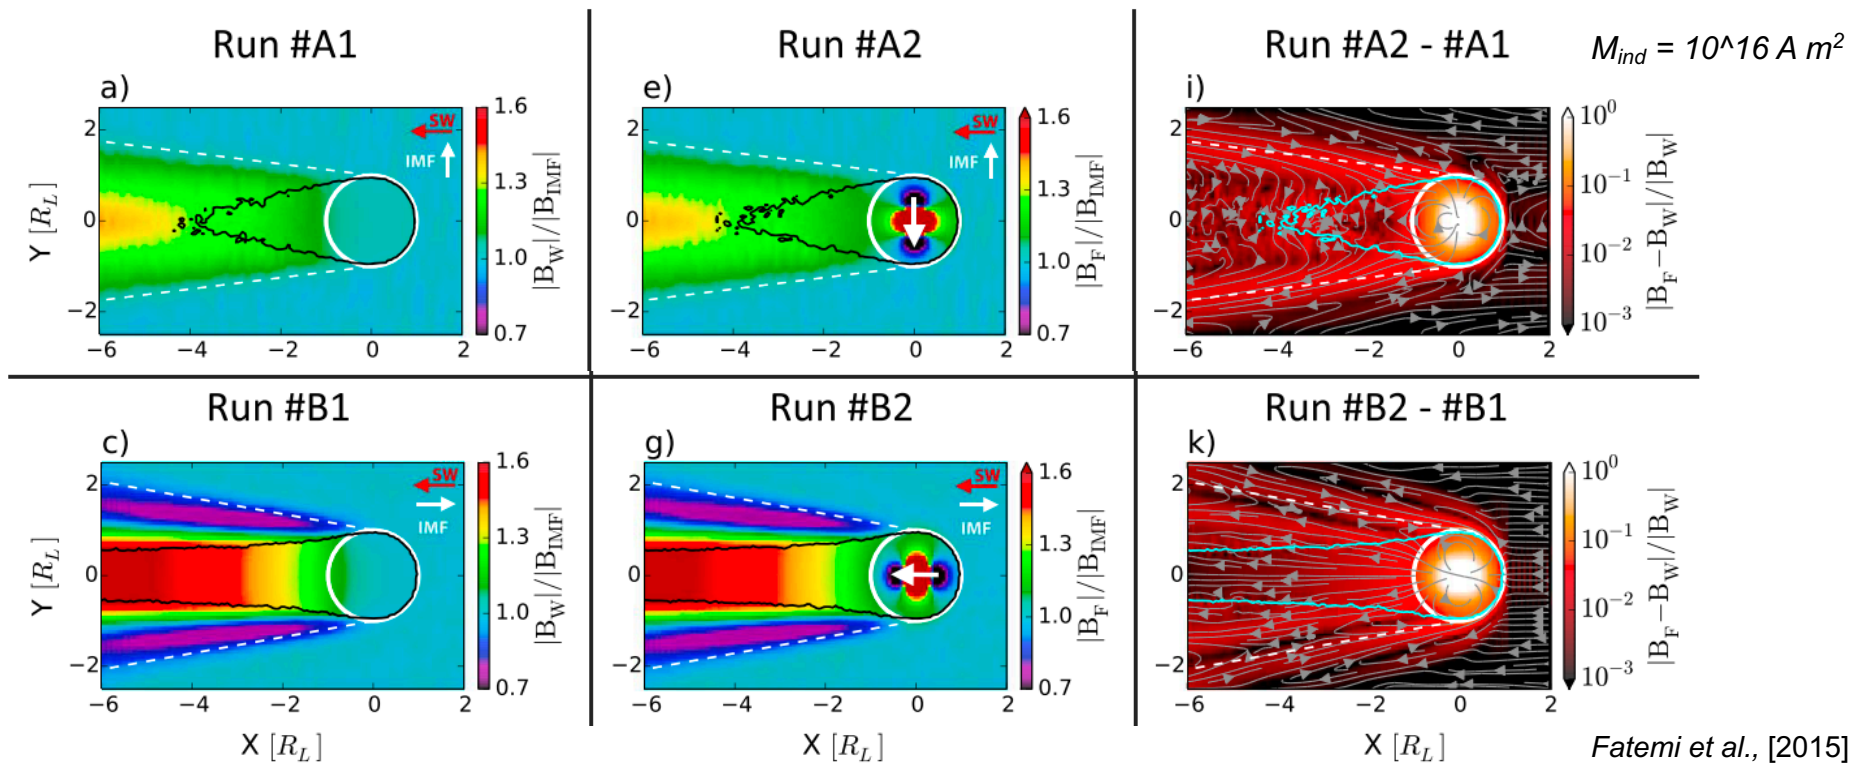 Run #A1
Run #A2
Run #A2 - #A1
M_ind = 10^16 A m²
a)
e)
i)
SW
IMF
SW
IMF
2
0
−2
−6 −4 −2 0 2
Y [R_L]
1.6
1.3
1.0
0.7
|B_W|/|B_IMF|
2
0
−2
−6 −4 −2 0 2
1.6
1.3
1.0
0.7
|B_F|/|B_IMF|
2
0
−2
−6 −4 −2 0 2
10⁰
10⁻¹
10⁻²
10⁻³
|B_F−B_W|/|B_W|
Run #B1
Run #B2
Run #B2 - #B1
c)
g)
k)
SW
IMF
SW
IMF
2
0
−2
−6 −4 −2 0 2
Y [R_L]
X [R_L]
1.6
1.3
1.0
0.7
|B_W|/|B_IMF|
2
0
−2
−6 −4 −2 0 2
X [R_L]
1.6
1.3
1.0
0.7
|B_F|/|B_IMF|
2
0
−2
−6 −4 −2 0 2
X [R_L]
10⁰
10⁻¹
10⁻²
10⁻³
|B_F−B_W|/|B_W|
Fatemi et al., [2015]